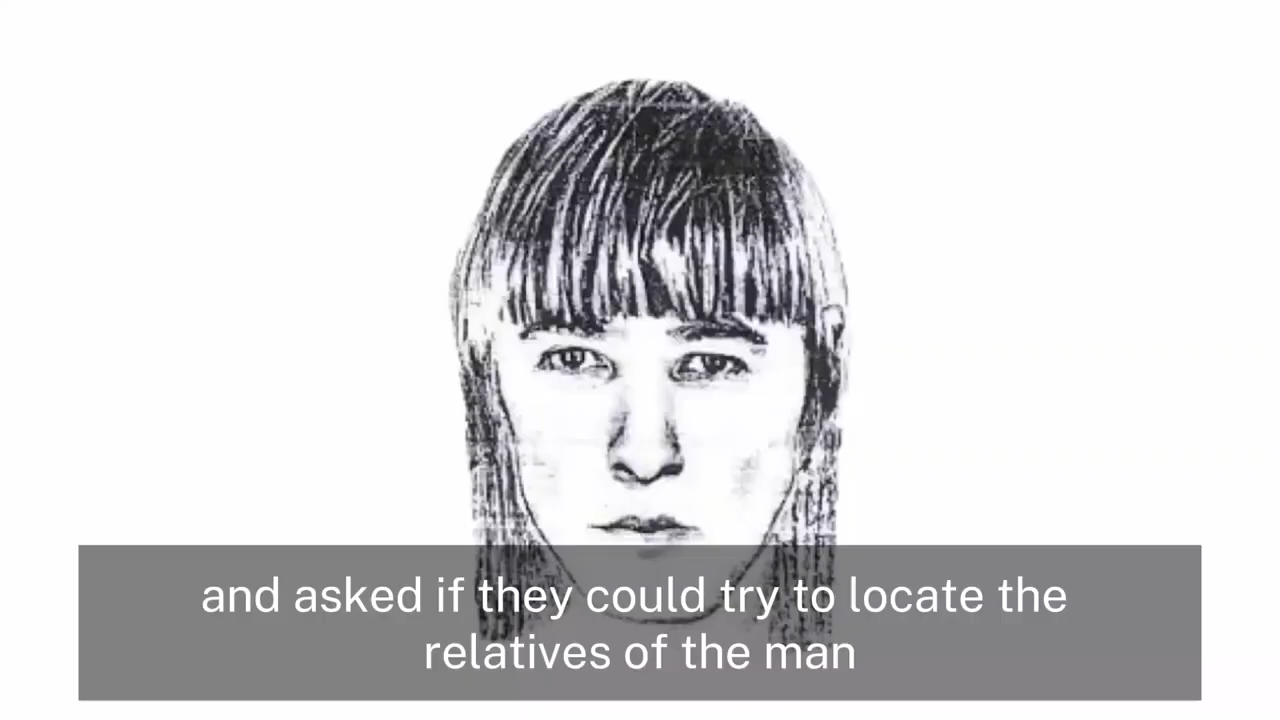 and asked if they could try to locate the
relatives of the man